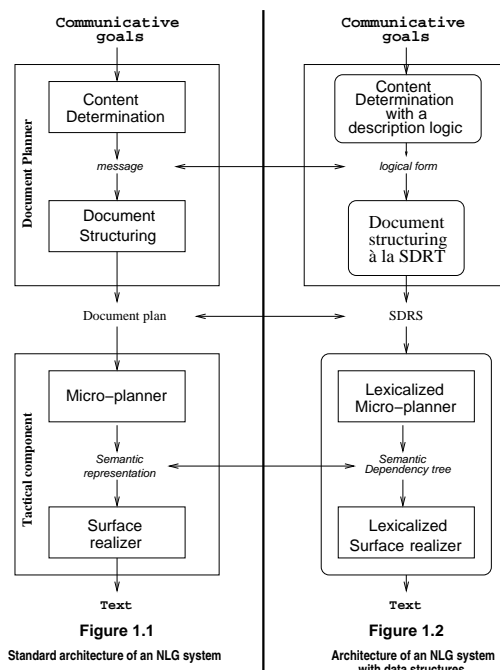 Communicative
goals
Document Planner
Content
Determination
message
Document
Structuring
Document plan
Tactical component
Micro−planner
Semantic
representation
Surface
realizer
Text
Figure 1.1
Standard architecture of an NLG system
Communicative
goals
Content
Determination
with a
description logic
logical form
Document
structuring
à la SDRT
SDRS
Lexicalized
Micro−planner
Semantic
Dependency tree
Lexicalized
Surface realizer
Text
Figure 1.2
Architecture of an NLG system
with data structures